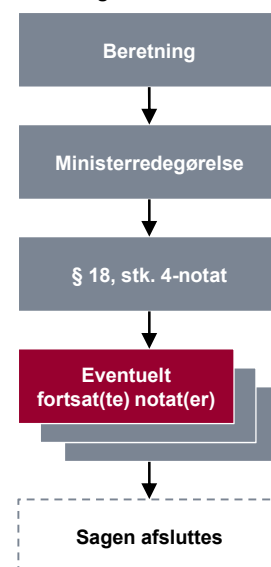 Beretning
Ministerredegørelse
§ 18, stk. 4-notat
Eventuelt
fortsat(te) notat(er)
Sagen afsluttes